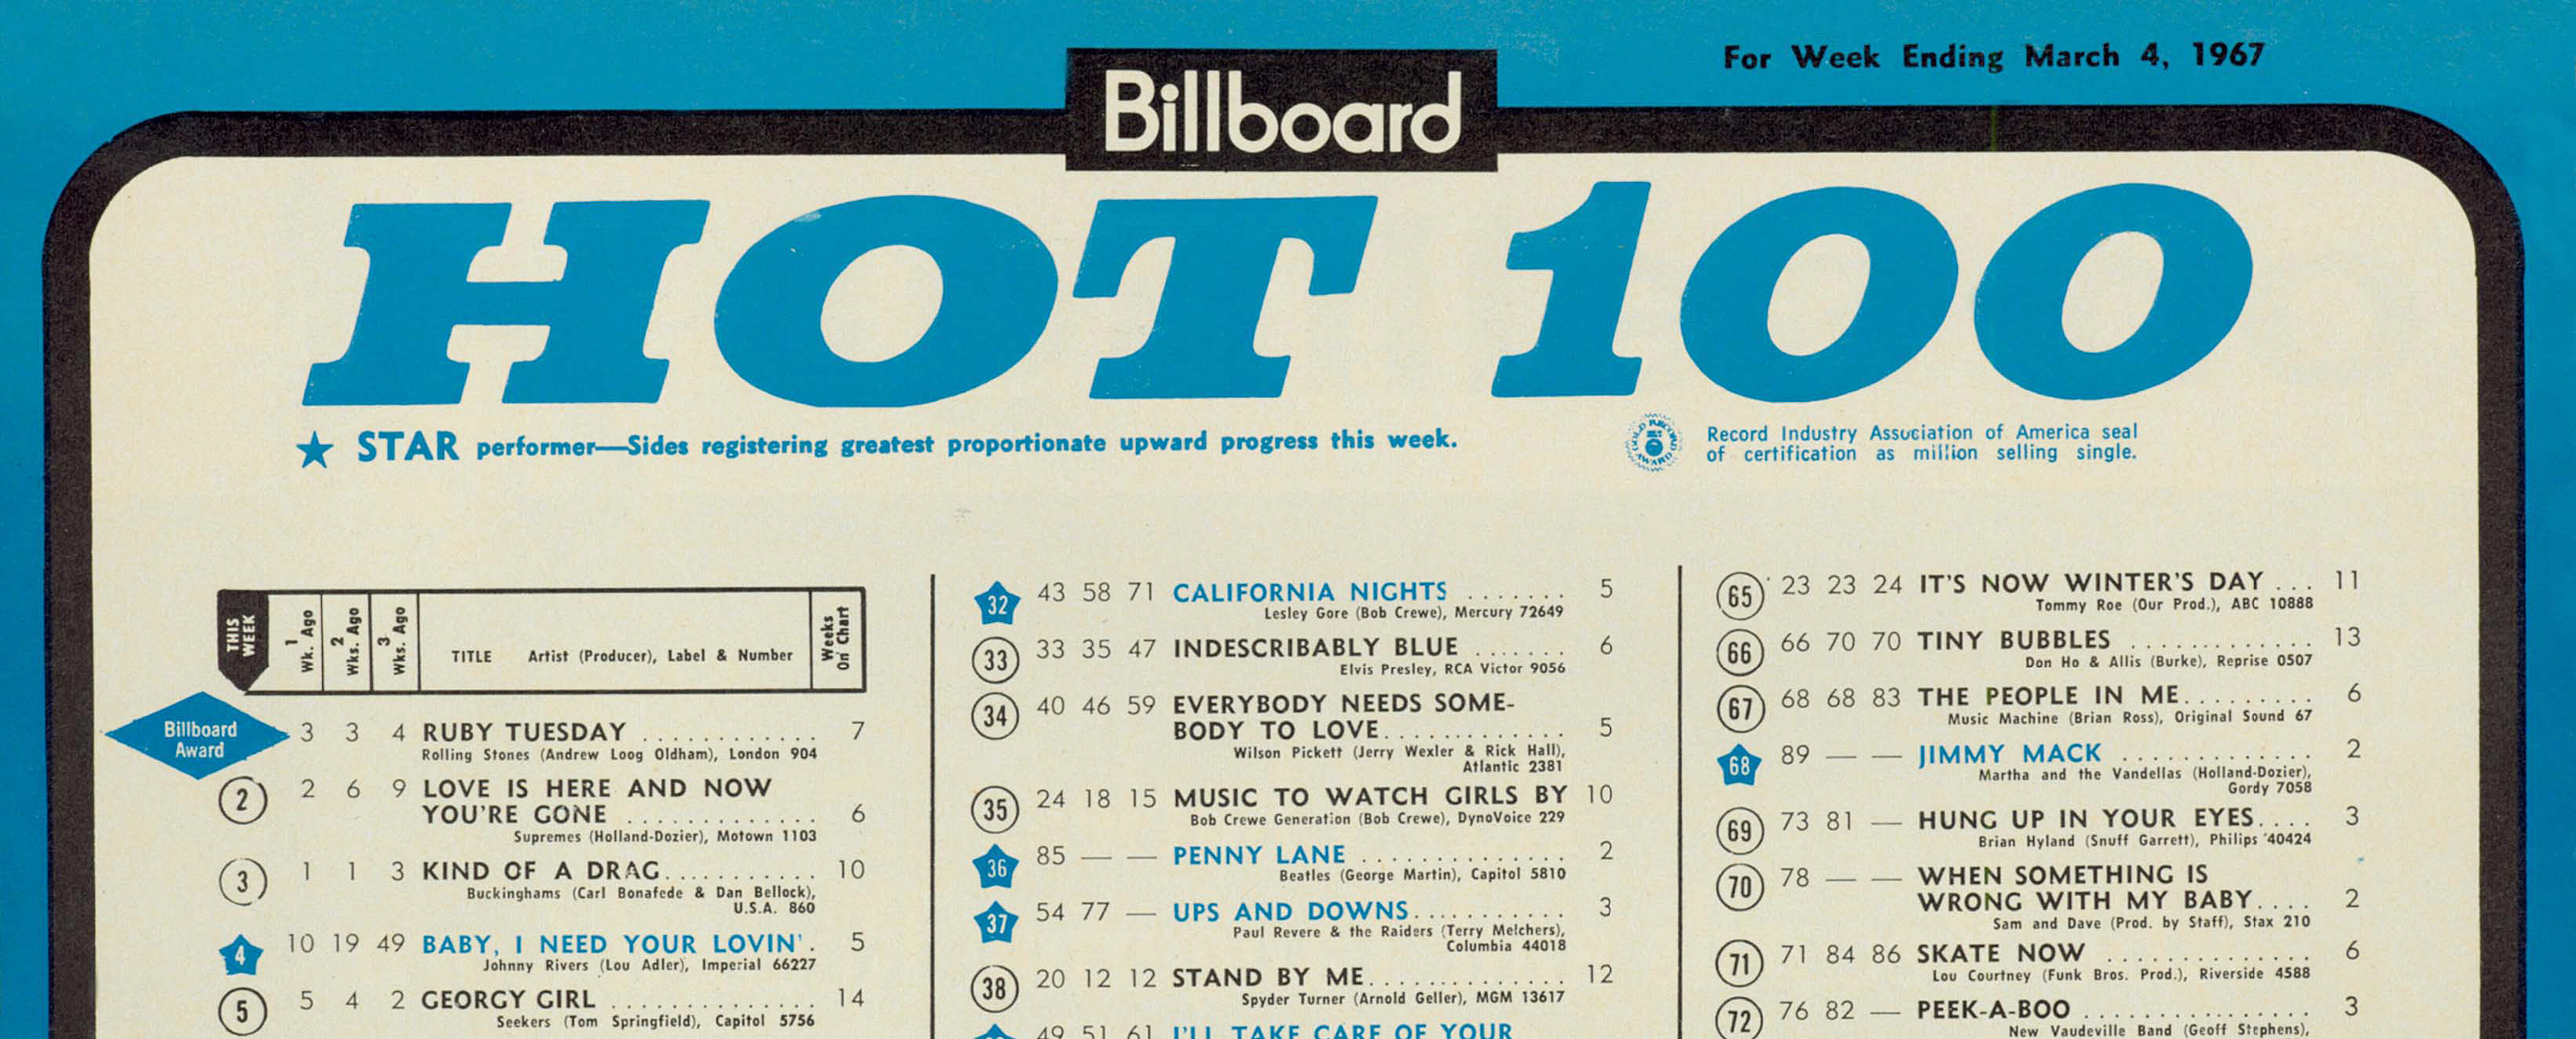 For Week Ending March 4, 1967
Billboard
HOT 100
★ STAR performer—Sides registering greatest proportionate upward progress this week.
GOLD RECORD AWARD
Record Industry Association of America seal
of certification as million selling single.
THIS WEEK
1 Wk. Ago
2 Wks. Ago
3 Wks. Ago
TITLE Artist (Producer), Label & Number
Weeks On Chart
Billboard Award 3 3 4 RUBY TUESDAY ............ 7
Rolling Stones (Andrew Loog Oldham), London 904
2 2 6 9 LOVE IS HERE AND NOW
YOU'RE GONE ............. 6
Supremes (Holland-Dozier), Motown 1103
3 1 1 3 KIND OF A DRAG........... 10
Buckinghams (Carl Bonafede & Dan Bellock),
U.S.A. 860
4 10 19 49 BABY, I NEED YOUR LOVIN'. 5
Johnny Rivers (Lou Adler), Imperial 66227
5 5 4 2 GEORGY GIRL .............. 14
Seekers (Tom Springfield), Capitol 5756
32 43 58 71 CALIFORNIA NIGHTS ....... 5
Lesley Gore (Bob Crewe), Mercury 72649
33 33 35 47 INDESCRIBABLY BLUE ....... 6
Elvis Presley, RCA Victor 9056
34 40 46 59 EVERYBODY NEEDS SOME-
BODY TO LOVE............. 5
Wilson Pickett (Jerry Wexler & Rick Hall),
Atlantic 2381
35 24 18 15 MUSIC TO WATCH GIRLS BY 10
Bob Crewe Generation (Bob Crewe), DynoVoice 229
36 85 — — PENNY LANE .............. 2
Beatles (George Martin), Capitol 5810
37 54 77 — UPS AND DOWNS........... 3
Paul Revere & the Raiders (Terry Melchers),
Columbia 44018
38 20 12 12 STAND BY ME.............. 12
Spyder Turner (Arnold Geller), MGM 13617
49 51 61 I'LL TAKE CARE OF YOUR
65 23 23 24 IT'S NOW WINTER'S DAY ... 11
Tommy Roe (Our Prod.), ABC 10888
66 66 70 70 TINY BUBBLES ............. 13
Don Ho & Allis (Burke), Reprise 0507
67 68 68 83 THE PEOPLE IN ME......... 6
Music Machine (Brian Ross), Original Sound 67
68 89 — — JIMMY MACK ............. 2
Martha and the Vandellas (Holland-Dozier),
Gordy 7058
69 73 81 — HUNG UP IN YOUR EYES.... 3
Brian Hyland (Snuff Garrett), Philips 40424
70 78 — — WHEN SOMETHING IS
WRONG WITH MY BABY.... 2
Sam and Dave (Prod. by Staff), Stax 210
71 71 84 86 SKATE NOW .............. 6
Lou Courtney (Funk Bros. Prod.), Riverside 4588
72 76 82 — PEEK-A-BOO ................ 3
New Vaudeville Band (Geoff Stephens),